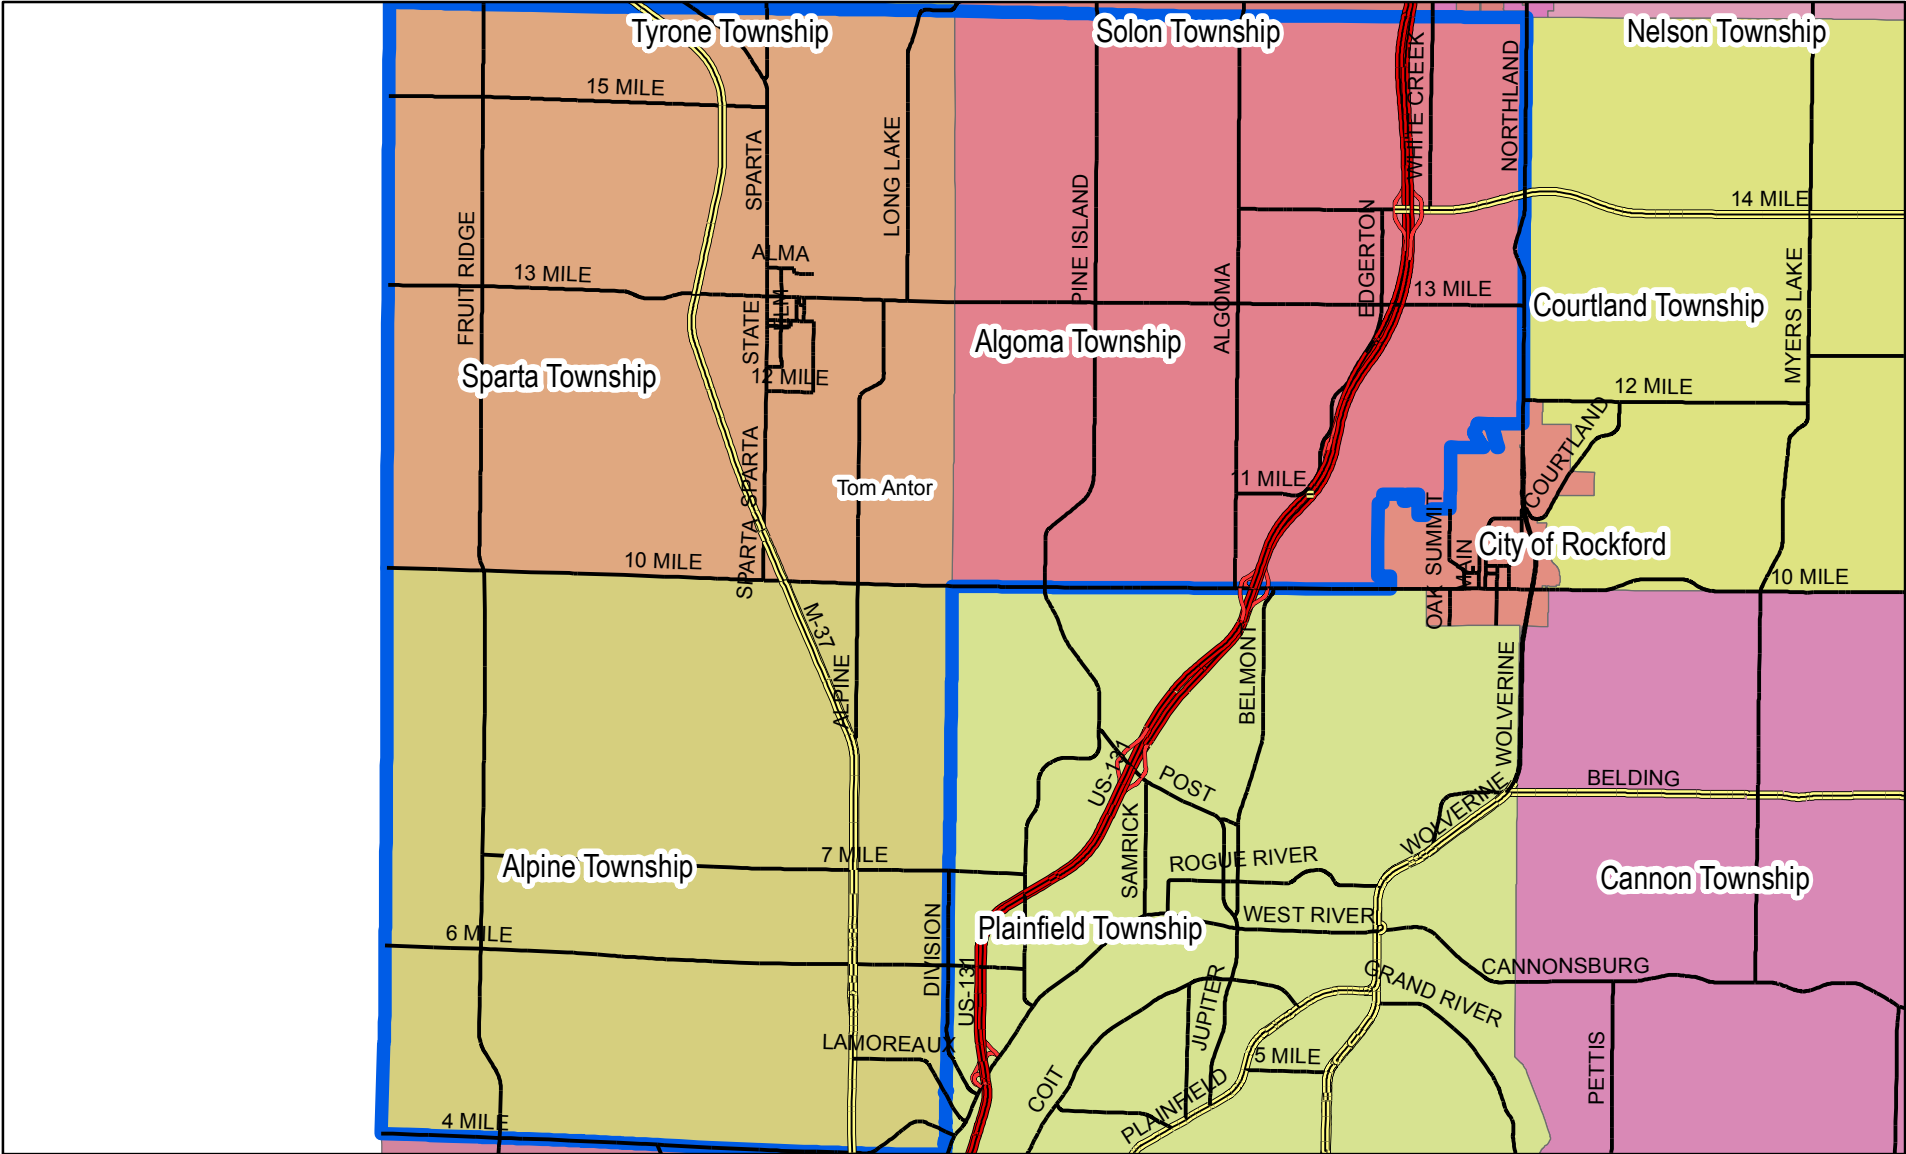 Tyrone Township
Solon Township
Nelson Township
15 MILE
SPARTA
LONG LAKE
WHITE CREEK
NORTHLAND
14 MILE
FRUIT RIDGE
PINE ISLAND
EDGERTON
ALMA
13 MILE
ELM
ALGOMA
13 MILE
MYERS LAKE
Courtland Township
STATE
Algoma Township
Sparta Township
12 MILE
12 MILE
COURTLAND
SPARTA
Tom Antor
11 MILE
OAK SUMMIT
MAIN
City of Rockford
SPARTA
10 MILE
10 MILE
M-37
BELMONT
WOLVERINE
ALPINE
US-131
POST
BELDING
WOLVERINE
SAMRICK
7 MILE
ROGUE RIVER
Alpine Township
Cannon Township
WEST RIVER
Plainfield Township
6 MILE
DIVISION
US-131
CANNONSBURG
GRAND RIVER
JUPITER
LAMOREAUX
5 MILE
PETTIS
COIT
PLAINFIELD
4 MILE